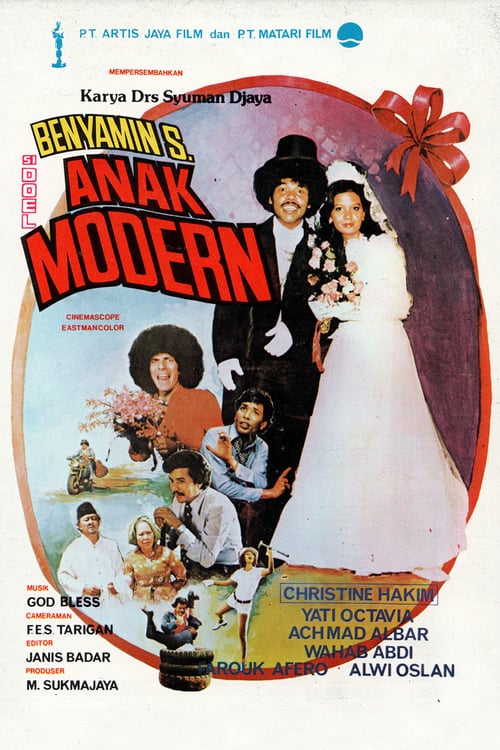 P.T. ARTIS JAYA FILM dan P.T. MATARI FILM
MEMPERSEMBAHKAN
Karya Drs Syuman Djaya
BENYAMIN S.
SI DOEL
ANAK
MODERN
CINEMASCOPE
EASTMANCOLOR
MUSIK
GOD BLESS
CAMERAMAN
F.E.S. TARIGAN
EDITOR
JANIS BADAR
PRODUSER
M. SUKMAJAYA
CHRISTINE HAKIM
YATI OCTAVIA
ACHMAD ALBAR
WAHAB ABDI
FAROUK AFERO ALWI OSLAN